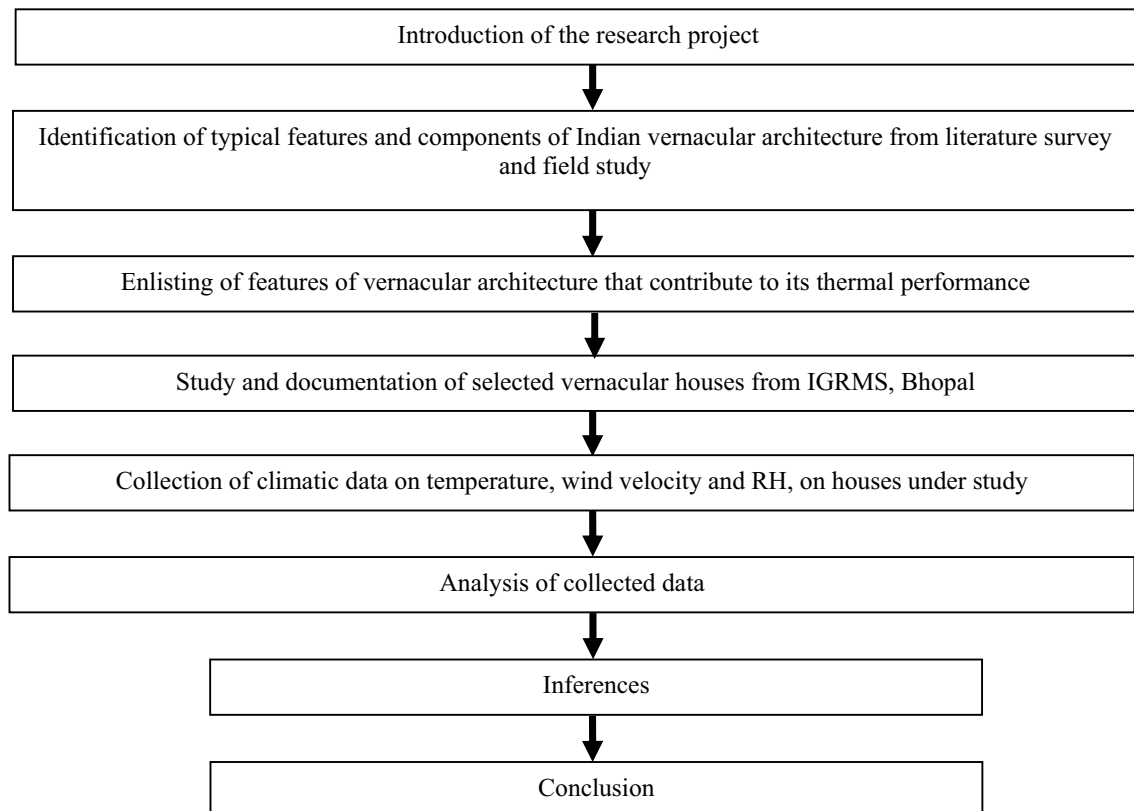 Introduction of the research project
Identification of typical features and components of Indian vernacular architecture from literature survey
and field study
Enlisting of features of vernacular architecture that contribute to its thermal performance
Study and documentation of selected vernacular houses from IGRMS, Bhopal
Collection of climatic data on temperature, wind velocity and RH, on houses under study
Analysis of collected data
Inferences
Conclusion